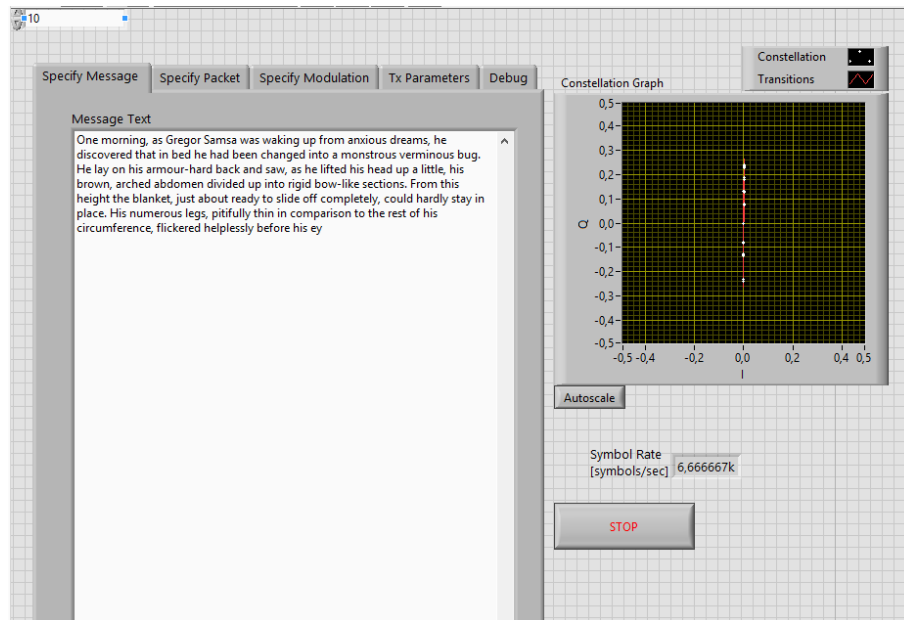 10
Specify Message
Specify Packet
Specify Modulation
Tx Parameters
Debug
Message Text
One morning, as Gregor Samsa was waking up from anxious dreams, he
discovered that in bed he had been changed into a monstrous verminous bug.
He lay on his armour-hard back and saw, as he lifted his head up a little, his
brown, arched abdomen divided up into rigid bow-like sections. From this
height the blanket, just about ready to slide off completely, could hardly stay in
place. His numerous legs, pitifully thin in comparison to the rest of his
circumference, flickered helplessly before his ey
Constellation
Transitions
Constellation Graph
0,5
0,4
0,3
0,2
0,1
0,0
-0,1
-0,2
-0,3
-0,4
-0,5
Q
-0,5 -0,4 -0,2 0,0 0,2 0,4 0,5
I
Autoscale
Symbol Rate
[symbols/sec] 6,666667k
STOP